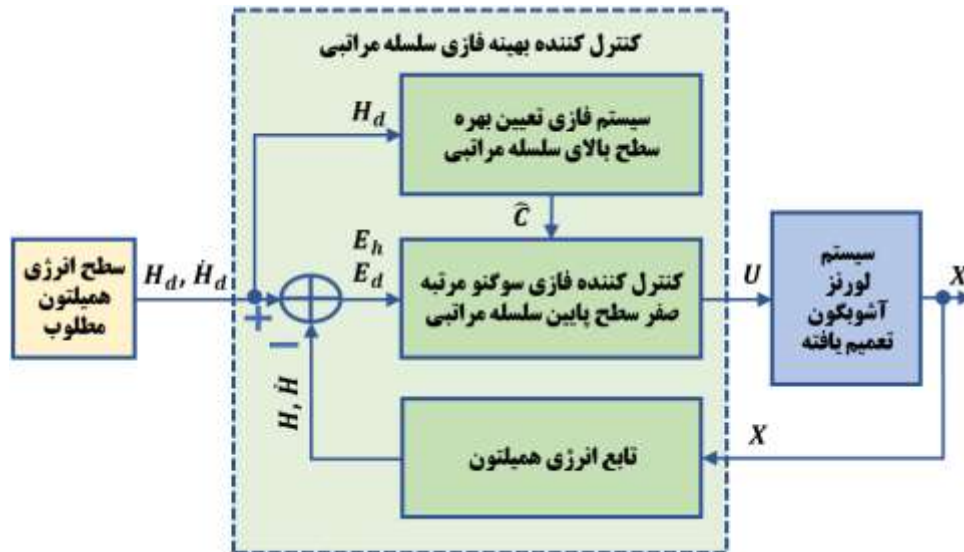 کنترل کننده بهینه فازی سلسله مراتبی
سیستم فازی تعیین بهره
سطح بالای سلسله مراتبی
H_d
Ĉ
سطح انرژی
همیلتون
مطلوب
H_d, Ḣ_d
+
−
E_h
E_d
کنترل کننده فازی سوگنو مرتبه
صفر سطح پایین سلسله مراتبی
U
سیستم
لورنز
آشوبگون
تعمیم یافته
X
X
تابع انرژی همیلتون
H, Ḣ